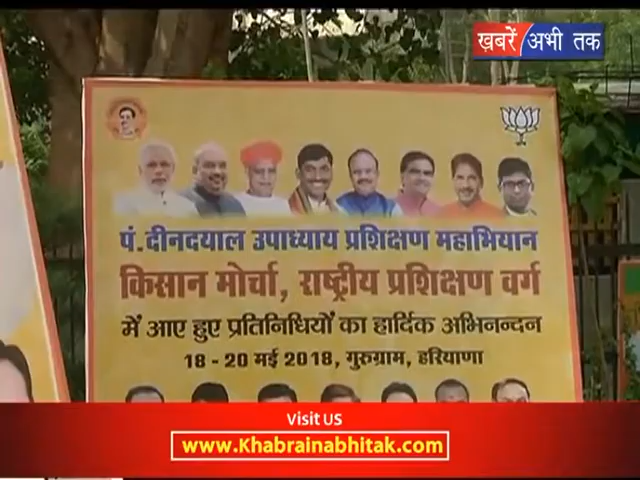 ख़बरें अभी तक
पं. दीनदयाल उपाध्याय प्रशिक्षण महाभियान
किसान मोर्चा, राष्ट्रीय प्रशिक्षण वर्ग
में आए हुए प्रतिनिधियों का हार्दिक अभिनन्दन
18 - 20 मई 2018, गुरुग्राम, हरियाणा
Visit US
www.Khabrainabhitak.com